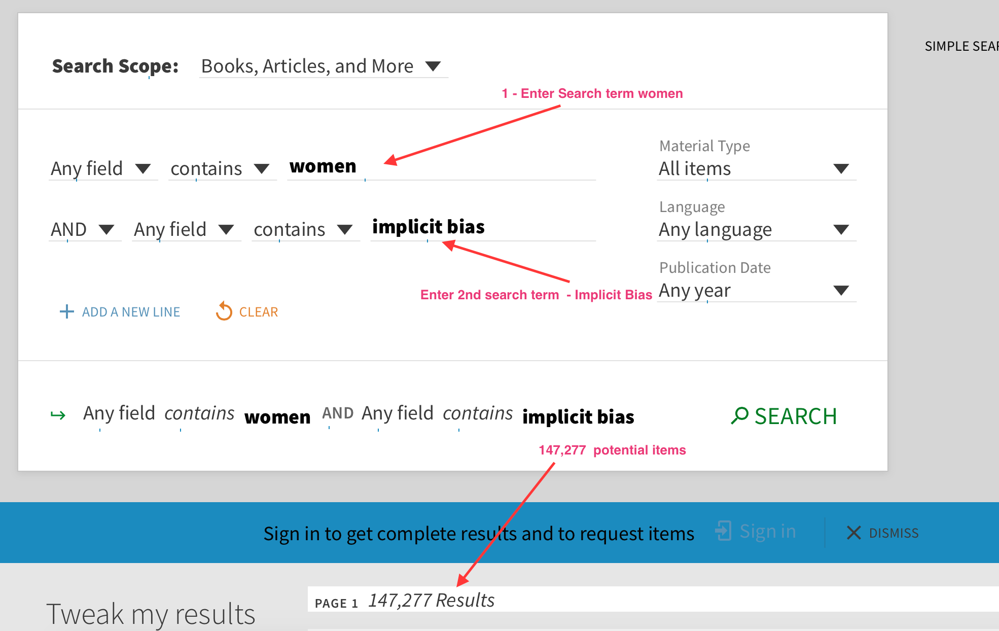 SIMPLE SEAR
Search Scope: Books, Articles, and More
1 - Enter Search term women
Any field contains women
Material Type
All items
AND Any field contains implicit bias
Language
Any language
Enter 2nd search term - Implicit Bias
Publication Date
Any year
ADD A NEW LINE CLEAR
Any field contains women AND Any field contains implicit bias
SEARCH
147,277 potential items
Sign in to get complete results and to request items Sign in DISMISS
Tweak my results
PAGE 1 147,277 Results